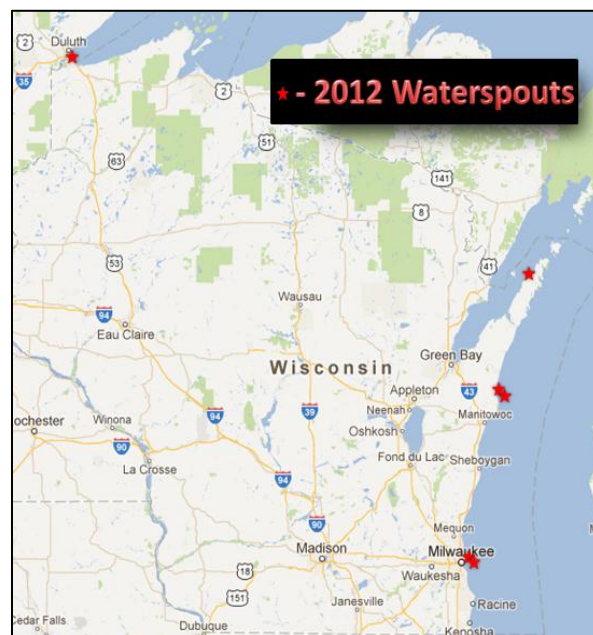 2
Duluth
35
★ - 2012 Waterspouts
2
51
63
141
8
53
41
Wausau
94
Eau Claire
Green Bay
Wisconsin
43
Appleton
Neenah
Manitowoc
94
39
ochester
Winona
Oshkosh
90
Fond du Lac
Sheboygan
La Crosse
94
90
Mequon
Madison
Milwaukee
18
Waukesha
151
Janesville
Racine
Cedar Falls
Dubuque
Kenosha